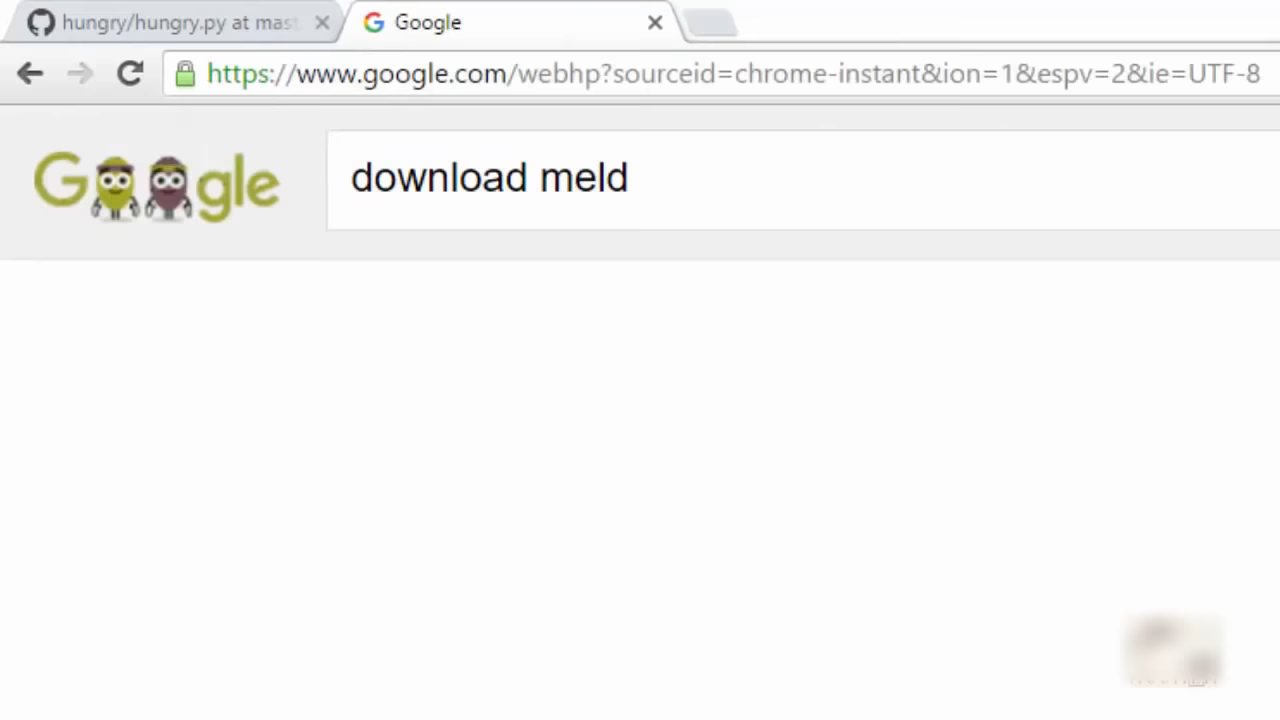 hungry/hungry.py at mast
Google
https://www.google.com/webhp?sourceid=chrome-instant&ion=1&espv=2&ie=UTF-8
Google
download meld